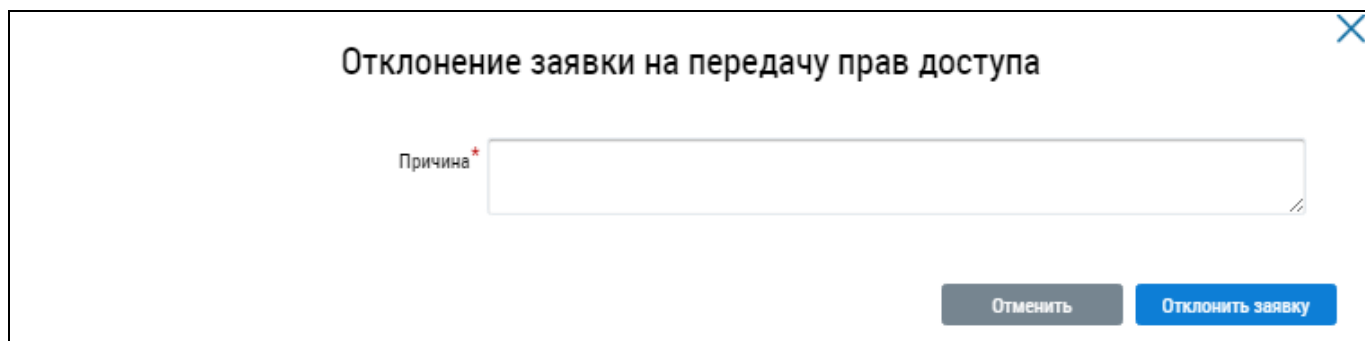 Отклонение заявки на передачу прав доступа
Причина*
Отменить
Отклонить заявку